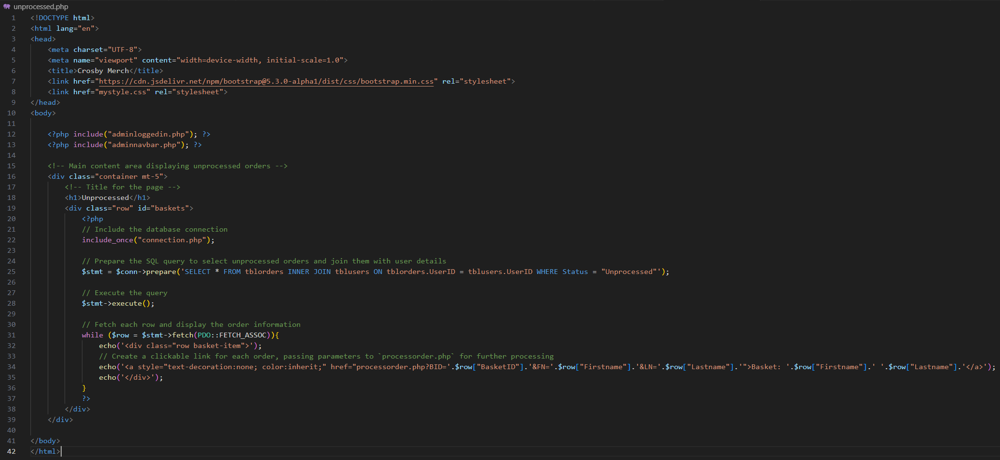 unprocessed.php
1 <!DOCTYPE html>
2 <html lang="en">
3 <head>
4     <meta charset="UTF-8">
5     <meta name="viewport" content="width=device-width, initial-scale=1.0">
6     <title>Crosby Merch</title>
7     <link href="https://cdn.jsdelivr.net/npm/bootstrap@5.3.0-alpha1/dist/css/bootstrap.min.css" rel="stylesheet">
8     <link href="mystyle.css" rel="stylesheet">
9 </head>
10 <body>
11
12     <?php include("adminloggedin.php"); ?>
13     <?php include("adminnavbar.php"); ?>
14
15     <!-- Main content area displaying unprocessed orders -->
16     <div class="container mt-5">
17         <!-- Title for the page -->
18         <h1>Unprocessed</h1>
19         <div class="row" id="baskets">
20             <?php
21             // Include the database connection
22             include_once("connection.php");
23
24             // Prepare the SQL query to select unprocessed orders and join them with user details
25             $stmt = $conn->prepare('SELECT * FROM tblorders INNER JOIN tblusers ON tblorders.UserID = tblusers.UserID WHERE Status = "Unprocessed"');
26
27             // Execute the query
28             $stmt->execute();
29
30             // Fetch each row and display the order information
31             while ($row = $stmt->fetch(PDO::FETCH_ASSOC)){
32                 echo('<div class="row basket-item">');
33                 // Create a clickable link for each order, passing parameters to `processorder.php` for further processing
34                 echo('<a style="text-decoration:none; color:inherit;" href="processorder.php?BID='.$row["BasketID"].'&FN='.$row["Firstname"].'&LN='.$row["Lastname"].'">Basket: '.$row["Firstname"].' '.$row["Lastname"].'</a>');
35                 echo('</div>');
36             }
37             ?>
38         </div>
39     </div>
40
41 </body>
42 </html>